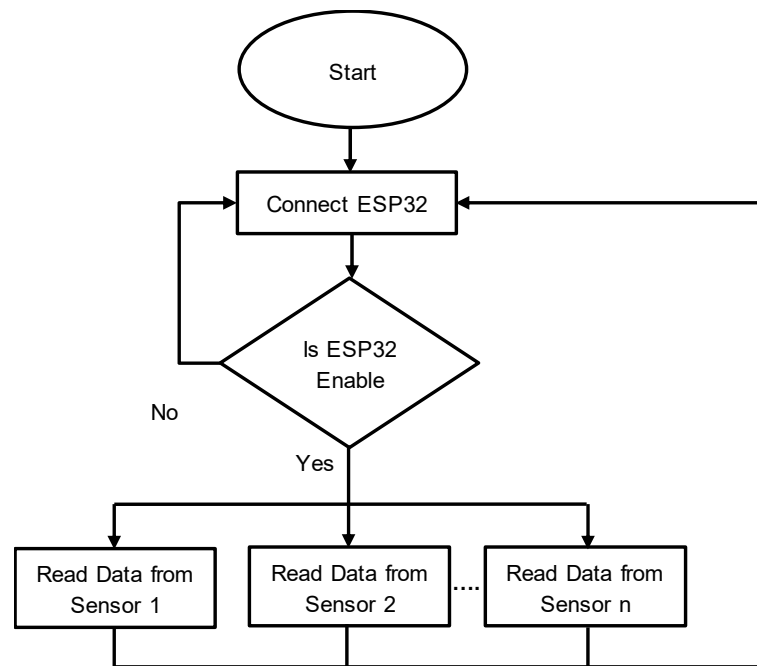 Start
Connect ESP32
Is ESP32
Enable
No
Yes
Read Data from
Sensor 1
Read Data from
Sensor 2
....
Read Data from
Sensor n